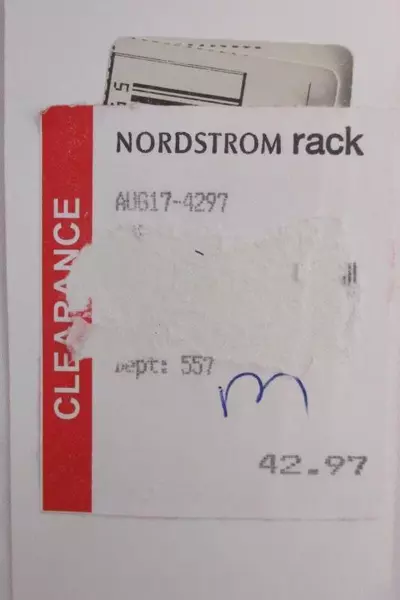 NORDSTROM rack
AUG17-4297
CLEARANCE
Dept: 557
m
42.97